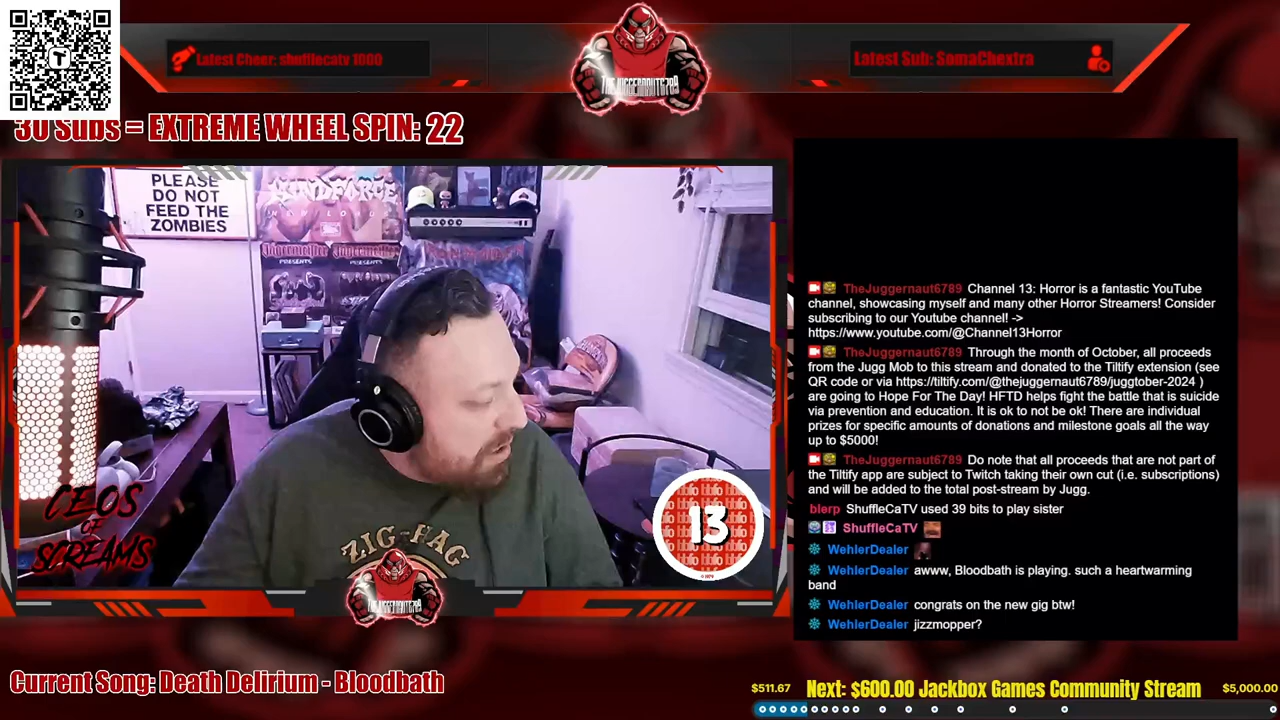 Latest Cheer: shufflecatv 1000
THEJUGGERNAUT6789
Latest Sub: SomaChextra
30 Subs = EXTREME WHEEL SPIN: 22
PLEASE
DO NOT
FEED THE
ZOMBIES
MINDFORCE
Jägermeister Jägermeister
PRESENTS
CEOS
OF
SCREAMS
ZIG-ZAG
13
THEJUGGERNAUT6789
TheJuggernaut6789 Channel 13: Horror is a fantastic YouTube
channel, showcasing myself and many other Horror Streamers! Consider
subscribing to our Youtube channel! ->
https://www.youtube.com/@Channel13Horror
TheJuggernaut6789 Through the month of October, all proceeds
from the Jugg Mob to this stream and donated to the Tiltify extension (see
QR code or via https://tiltify.com/@thejuggernaut6789/juggtober-2024 )
are going to Hope For The Day! HFTD helps fight the battle that is suicide
via prevention and education. It is ok to not be ok! There are individual
prizes for specific amounts of donations and milestone goals all the way
up to $5000!
TheJuggernaut6789 Do note that all proceeds that are not part of
the Tiltify app are subject to Twitch taking their own cut (i.e. subscriptions)
and will be added to the total post-stream by Jugg.
blerp ShuffleCaTV used 39 bits to play sister
ShuffleCaTV
WehlerDealer
WehlerDealer awww, Bloodbath is playing. such a heartwarming
band
WehlerDealer congrats on the new gig btw!
WehlerDealer jizzmopper?
Current Song: Death Delirium - Bloodbath
$511.67 Next: $600.00 Jackbox Games Community Stream $5,000.00